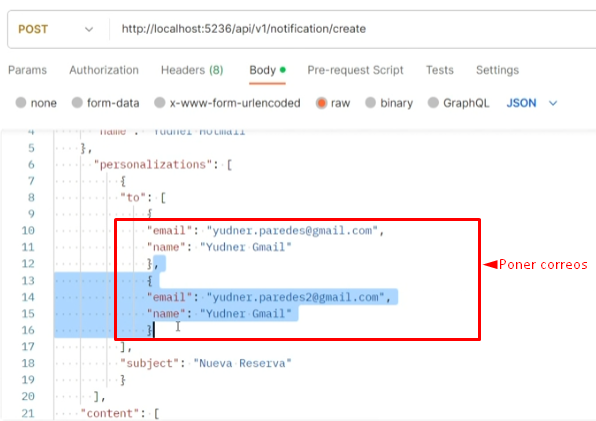 POST http://localhost:5236/api/v1/notification/create
Params Authorization Headers (8) Body Pre-request Script Tests Settings
none form-data x-www-form-urlencoded raw binary GraphQL JSON
4 "name": "Yudner Hotmail"
5 },
6 "personalizations": [
7 {
8 "to": [
9 {
10 "email": "yudner.paredes@gmail.com",
11 "name": "Yudner Gmail"
12 },
13 {
14 "email": "yudner.paredes2@gmail.com",
15 "name": "Yudner Gmail"
16 }
17 ],
18 "subject": "Nueva Reserva"
19 }
20 ],
21 "content": [
Poner correos